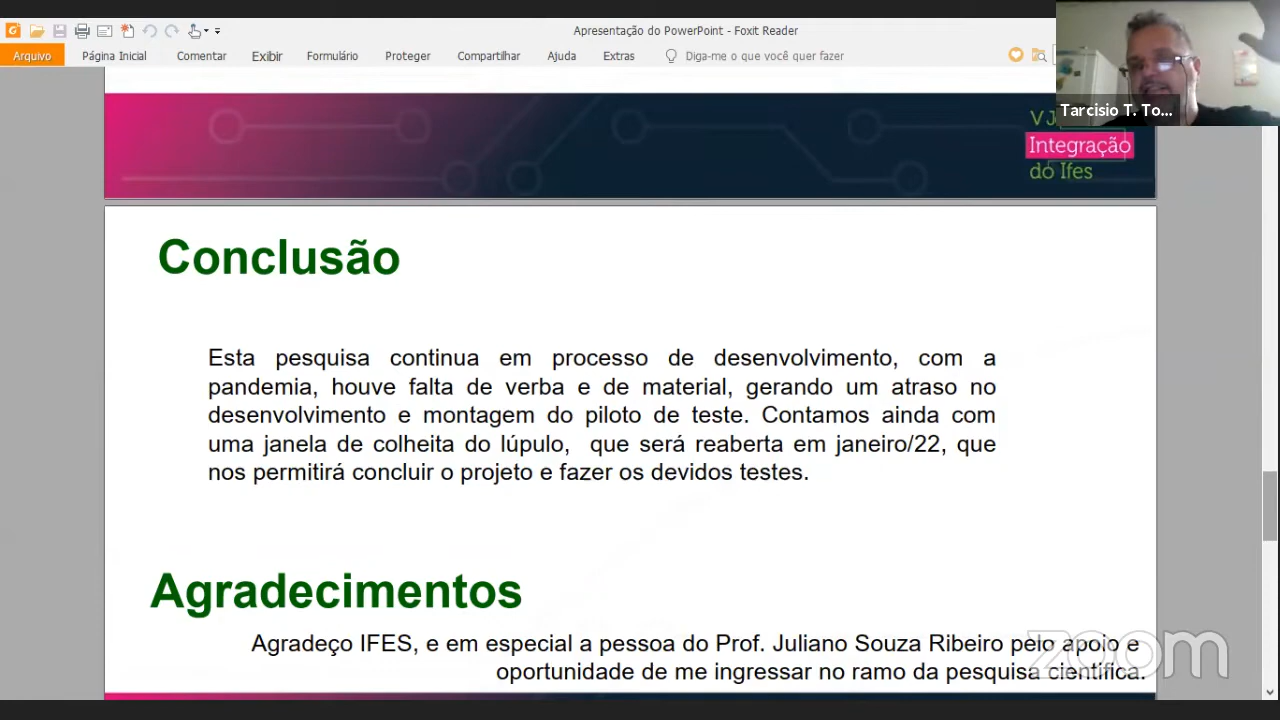 Apresentação do PowerPoint - Foxit Reader
Arquivo Página Inicial Comentar Exibir Formulário Proteger Compartilhar Ajuda Extras Diga-me o que você quer fazer
Tarcisio T. To...
V J
Integração
do Ifes
Conclusão
Esta pesquisa continua em processo de desenvolvimento, com a
pandemia, houve falta de verba e de material, gerando um atraso no
desenvolvimento e montagem do piloto de teste. Contamos ainda com
uma janela de colheita do lúpulo, que será reaberta em janeiro/22, que
nos permitirá concluir o projeto e fazer os devidos testes.
Agradecimentos
Agradeço IFES, e em especial a pessoa do Prof. Juliano Souza Ribeiro pelo apoio e
oportunidade de me ingressar no ramo da pesquisa científica.
zoom